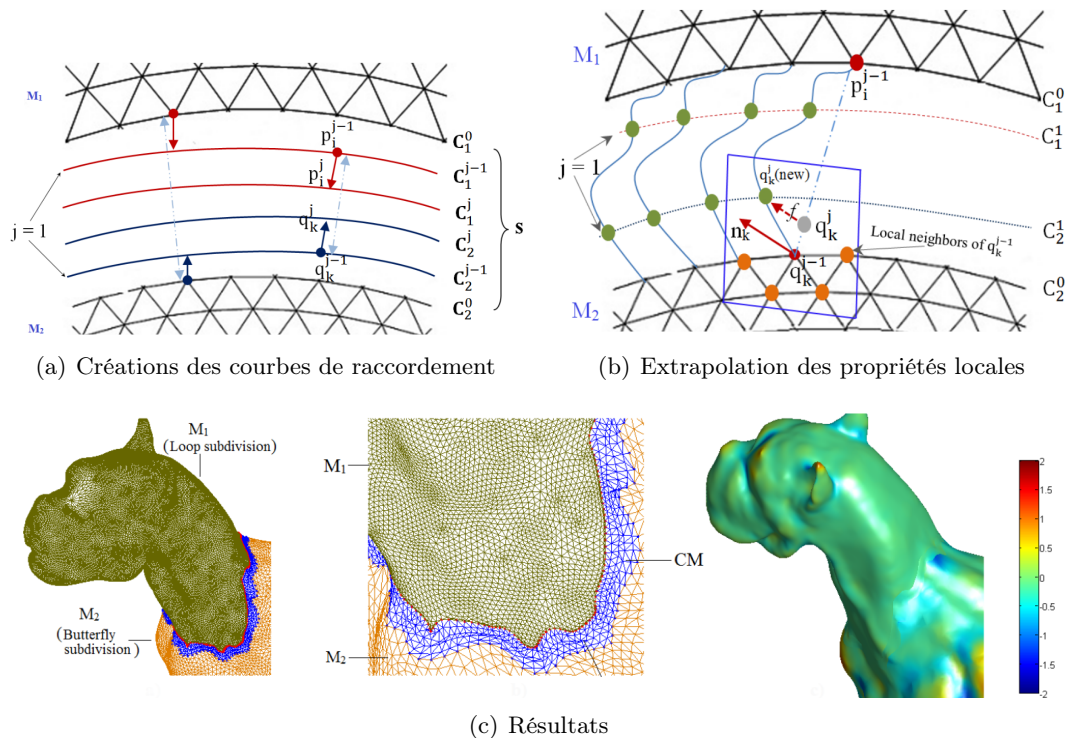 M₁
p_i^{j-1}
C_1^0
p_i^j
C_1^{j-1}
j = 1
C_1^j
q_k^j
C_2^j
s
q_k^{j-1}
C_2^{j-1}
C_2^0
M₂
(a) Créations des courbes de raccordement
M₁
p_i^{j-1}
C_1^0
C_1^1
j = 1
q_k^j(new)
f
q_k^j
n_k
C_2^1
Local neighbors of q_k^{j-1}
q_k^{j-1}
C_2^0
M₂
(b) Extrapolation des propriétés locales
M₁
(Loop subdivision)
M₂
(Butterfly
subdivision)
M₁
CM
M₂
2
1.5
1
0.5
0
-0.5
-1
-1.5
-2
(c) Résultats